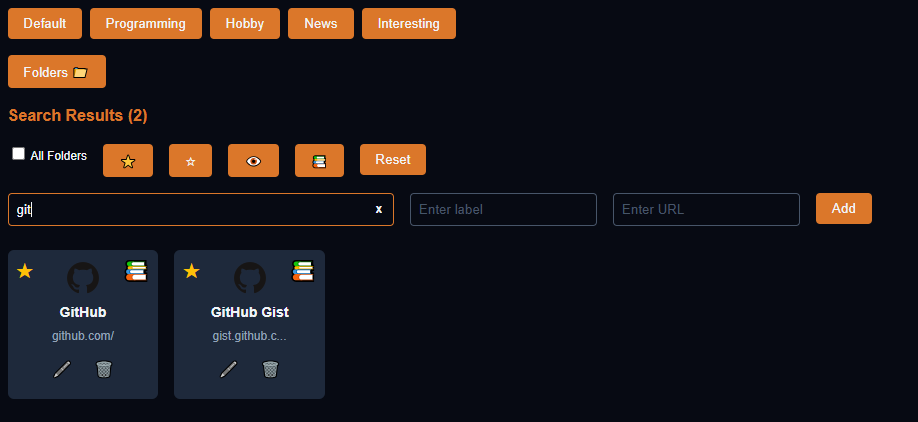 Default Programming Hobby News Interesting
Folders
Search Results (2)
All Folders Reset
git x Enter label Enter URL Add
GitHub GitHub Gist
github.com/ gist.github.c...